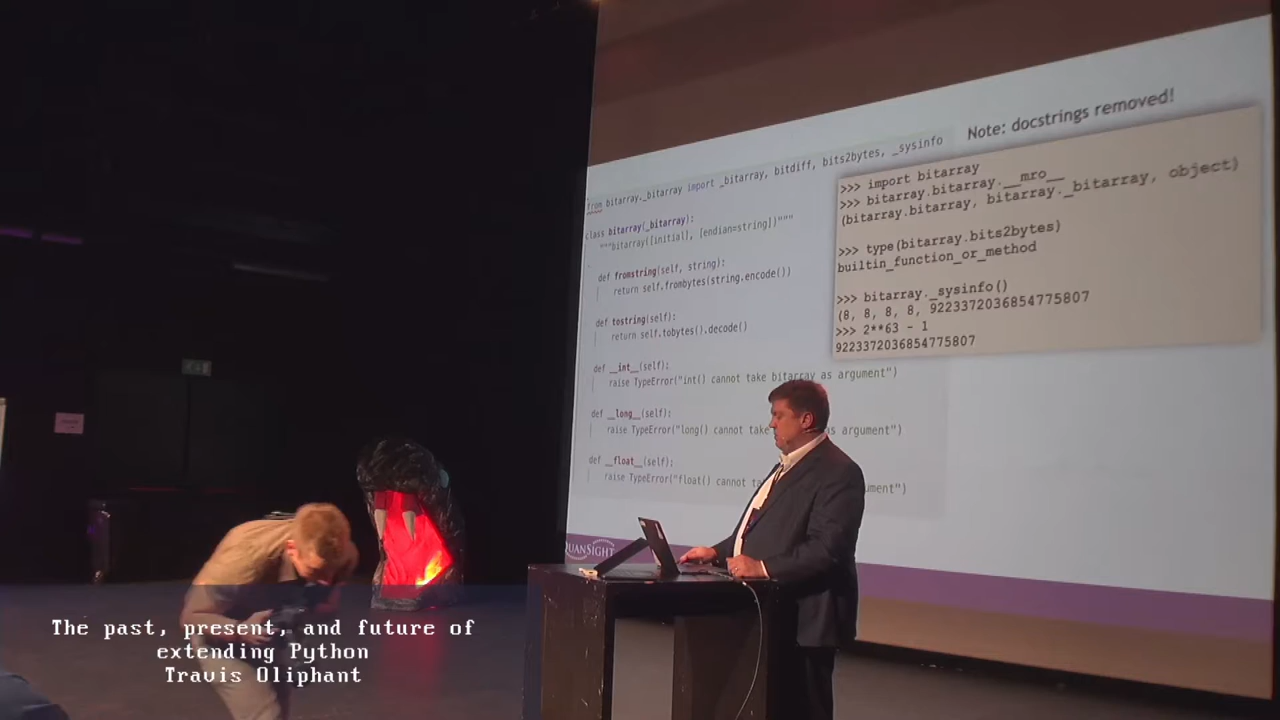 Note: docstrings removed!
from bitarray._bitarray import _bitarray, bitdiff, bits2bytes, _sysinfo
class bitarray(_bitarray):
"""bitarray([initial], [endian=string])"""
def fromstring(self, string):
return self.frombytes(string.encode())
def tostring(self):
return self.tobytes().decode()
def __int__(self):
raise TypeError("int() cannot take bitarray as argument")
def __long__(self):
raise TypeError("long() cannot take as argument")
def __float__(self):
raise TypeError("float() cannot
>>> import bitarray
>>> bitarray.bitarray.__mro__
(bitarray.bitarray, bitarray._bitarray, object)
>>> type(bitarray.bits2bytes)
builtin_function_or_method
>>> bitarray._sysinfo()
(8, 8, 8, 8, 9223372036854775807)
>>> 2**63 - 1
9223372036854775807
QUANSIGHT
The past, present, and future of
extending Python
Travis Oliphant